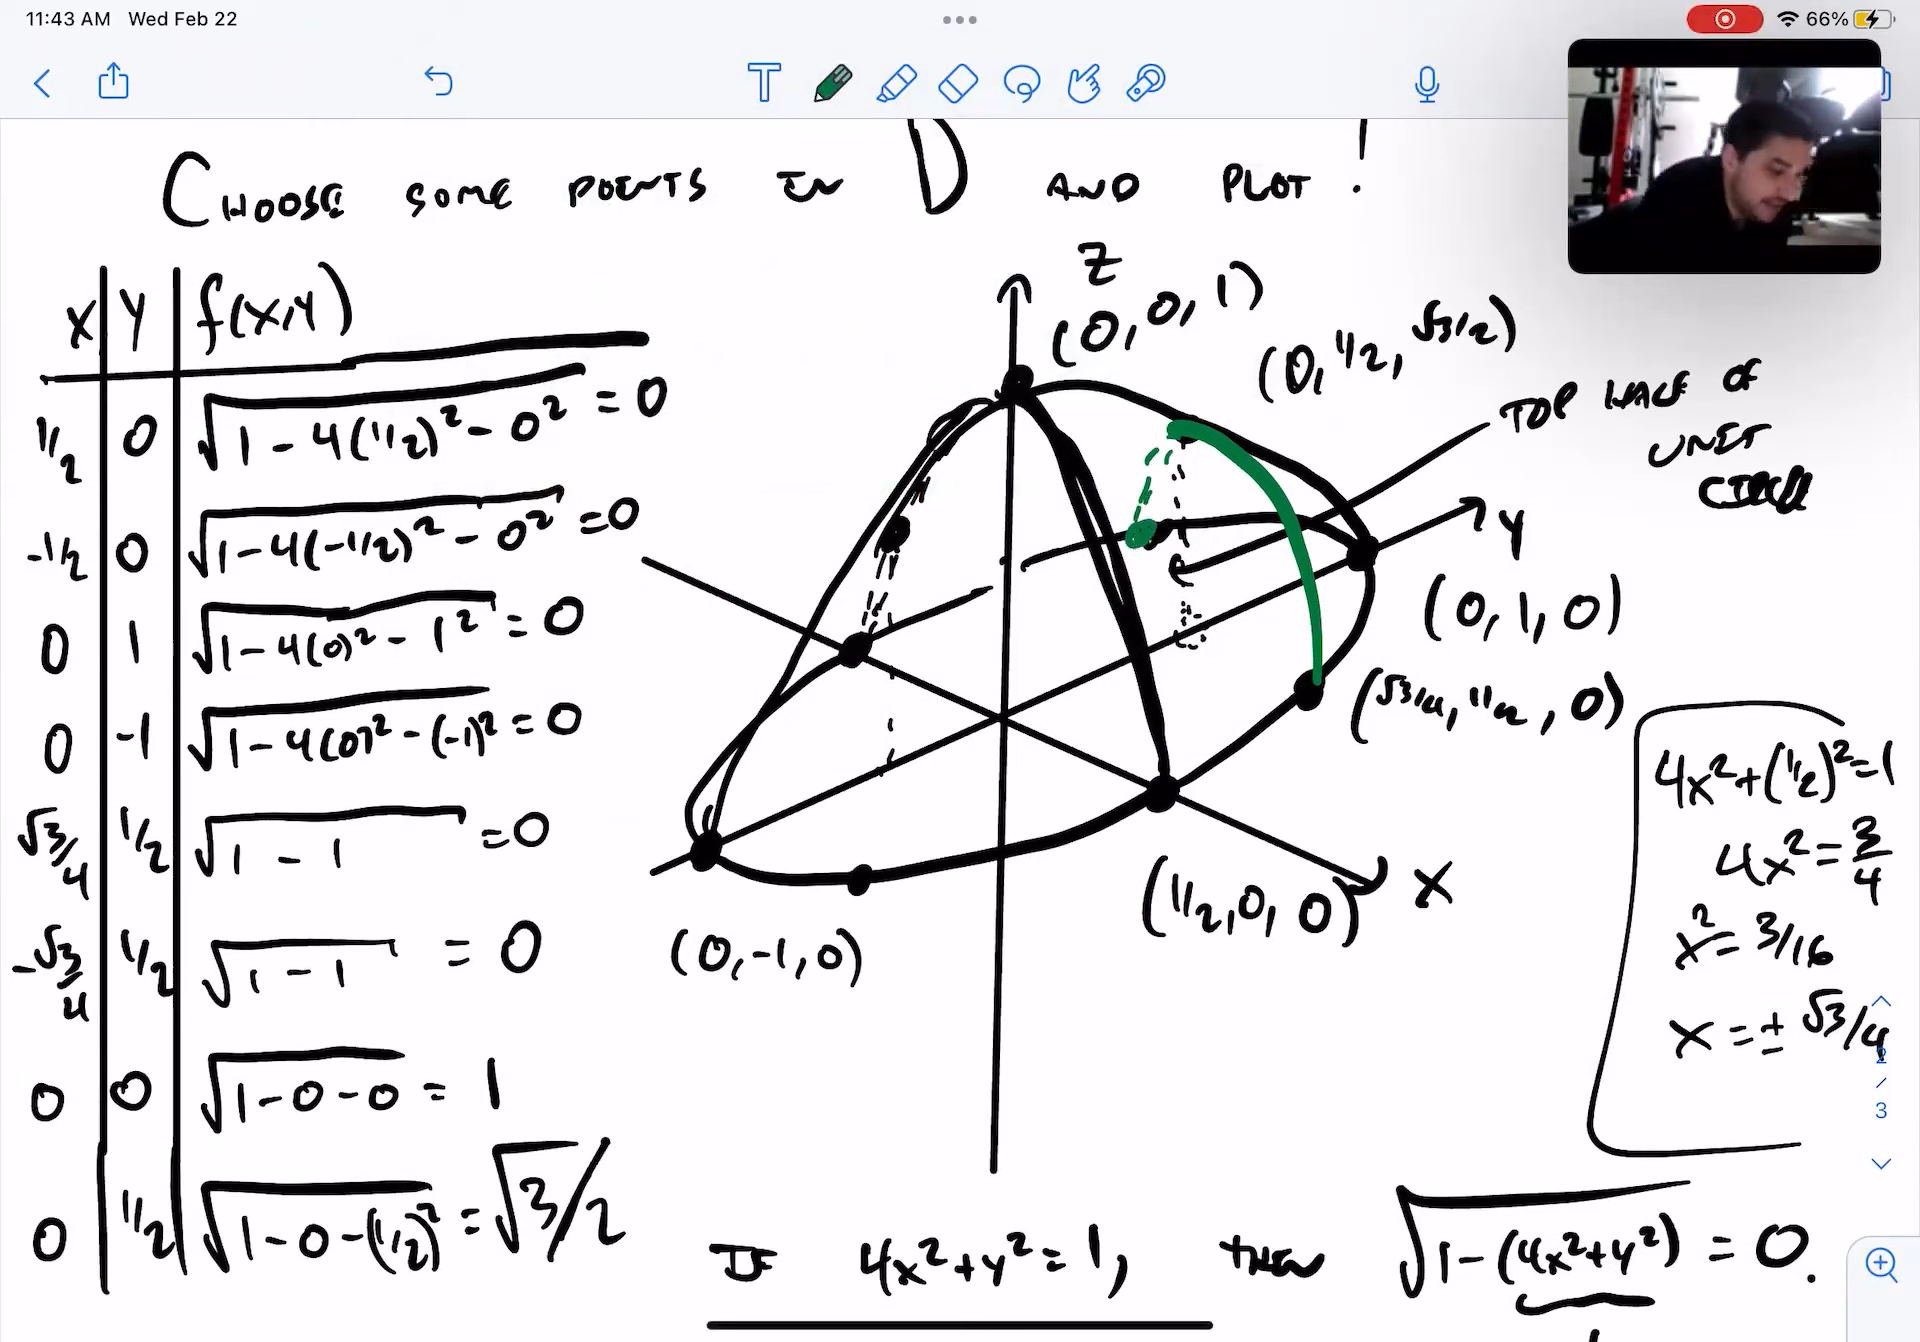 11:43 AM Wed Feb 22
66%
T
CHOOSE SOME POINTS IN D AND PLOT!
x y f(x,y)
1/2 0 √(1-4(1/2)²-0²) = 0
-1/2 0 √(1-4(-1/2)²-0²) = 0
0 1 √(1-4(0)²-1²) = 0
0 -1 √(1-4(0)²-(-1)²) = 0
√3/4 1/2 √(1-1) = 0
-√3/4 1/2 √(1-1) = 0
0 0 √(1-0-0) = 1
0 1/2 √(1-0-(1/2)²) = √3/2
Z
(0,0,1)
(0,1/2,√3/2)
TOP HALF OF
UNIT
CIRCLE
Y
(0,1,0)
(√3/4,1/2,0)
X
(1/2,0,0)
(0,-1,0)
4x²+(1/2)²=1
4x²=3/4
x²=3/16
x=±√3/4
2
/
3
IF 4x²+y²=1, THEN √(1-(4x²+y²)) = 0.